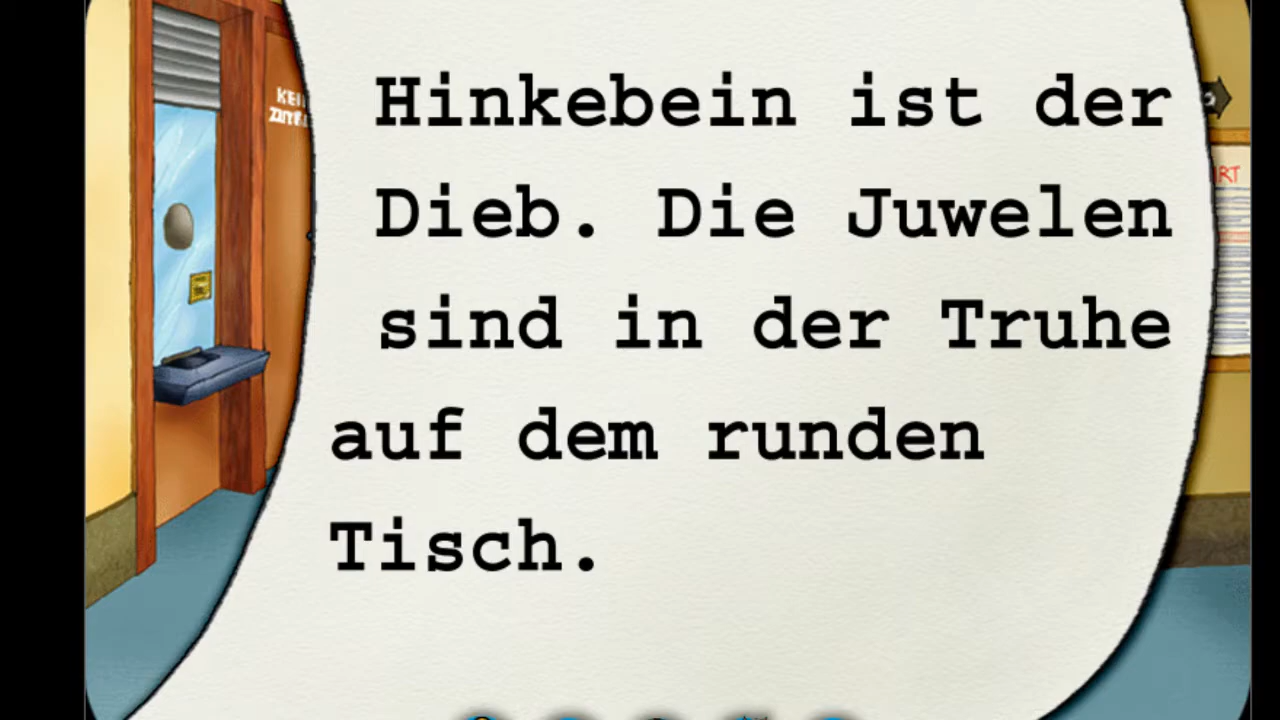 Hinkebein ist der
Dieb. Die Juwelen
sind in der Truhe
auf dem runden
Tisch.